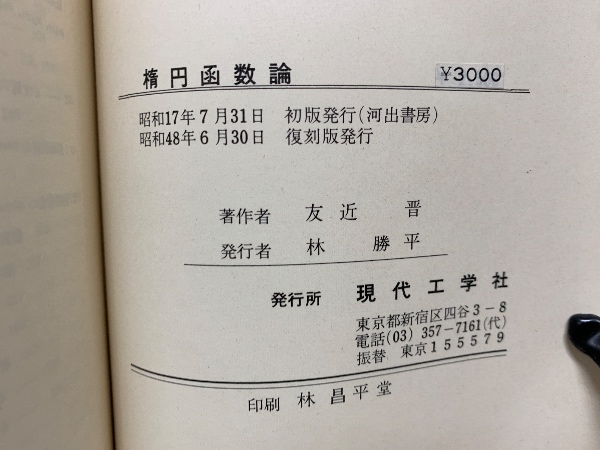 楕円函数論 ¥3000
昭和17年7月31日 初版発行(河出書房)
昭和48年6月30日 復刻版発行
著作者 友近 晋
発行者 林 勝平
発行所 現代工学社
東京都新宿区四谷3-8
電話(03)357-7161(代)
振替 東京155579
印刷 林昌平堂